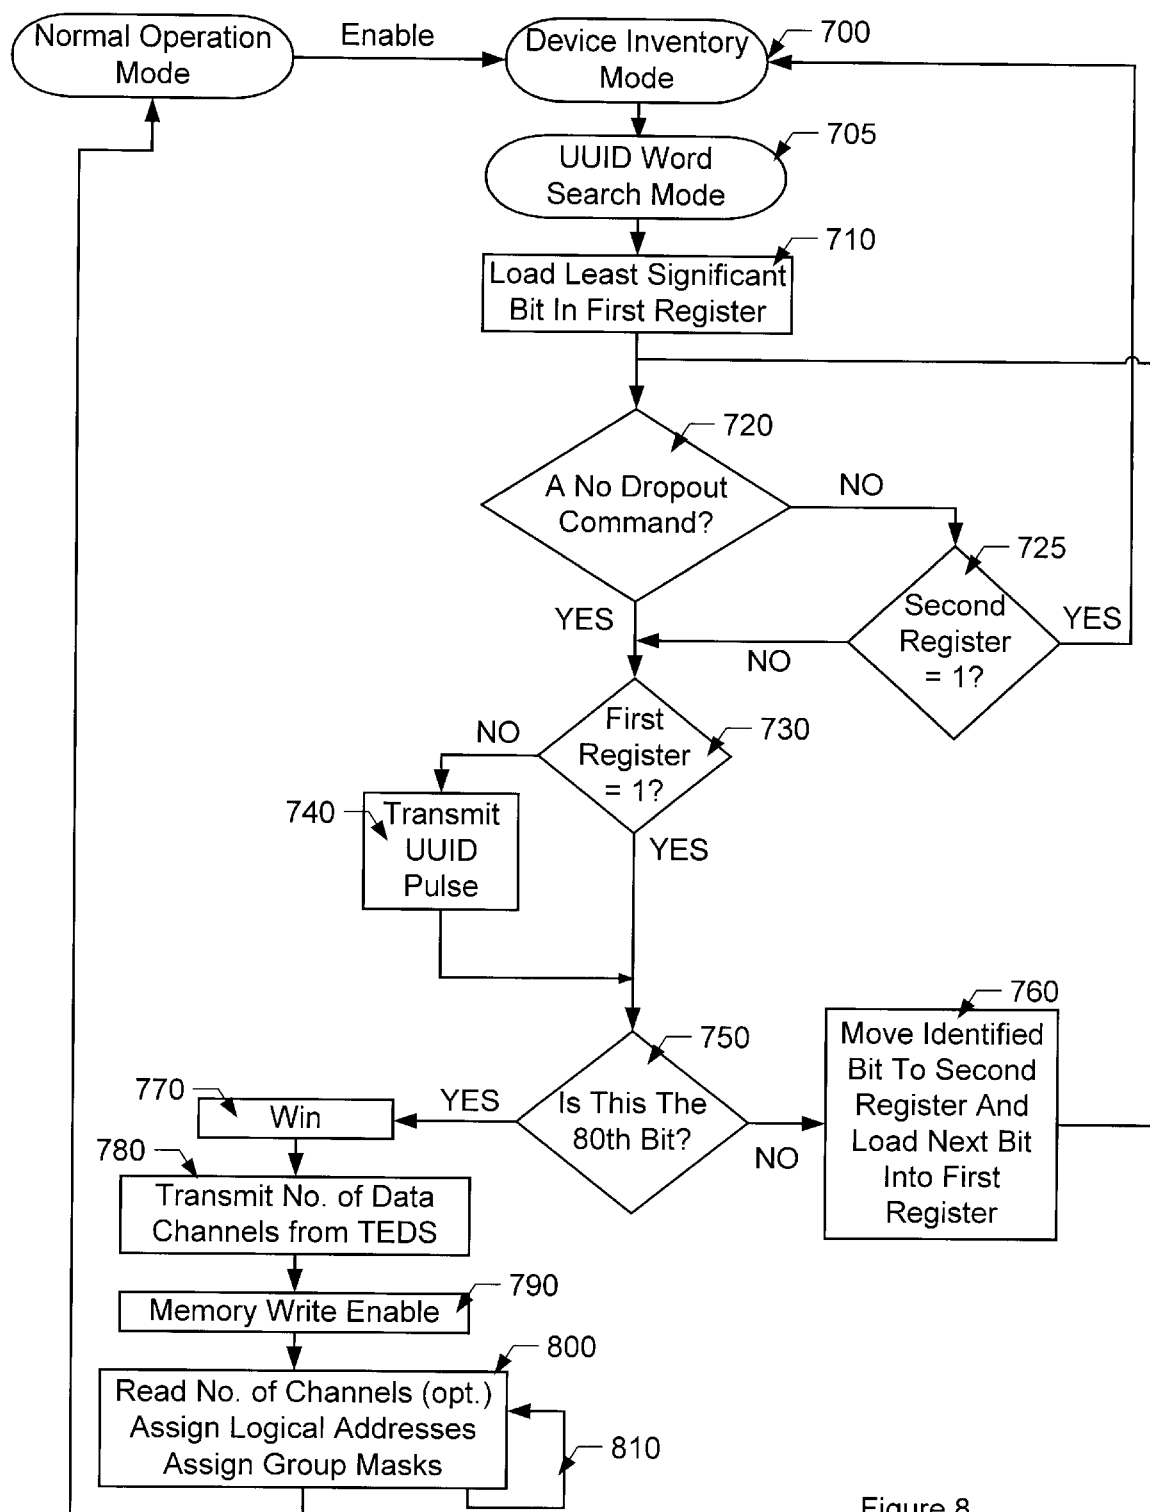 Normal Operation
Mode
Enable
Device Inventory
Mode
700
UUID Word
Search Mode
705
Load Least Significant
Bit In First Register
710
A No Dropout
Command?
720
NO
Second
Register
= 1?
725
YES
NO
YES
First
Register
= 1?
730
NO
Transmit
UUID
Pulse
740
YES
Is This The
80th Bit?
750
NO
Move Identified
Bit To Second
Register And
Load Next Bit
Into First
Register
760
YES
Win
770
Transmit No. of Data
Channels from TEDS
780
Memory Write Enable
790
Read No. of Channels (opt.)
Assign Logical Addresses
Assign Group Masks
800
810
Figure 8